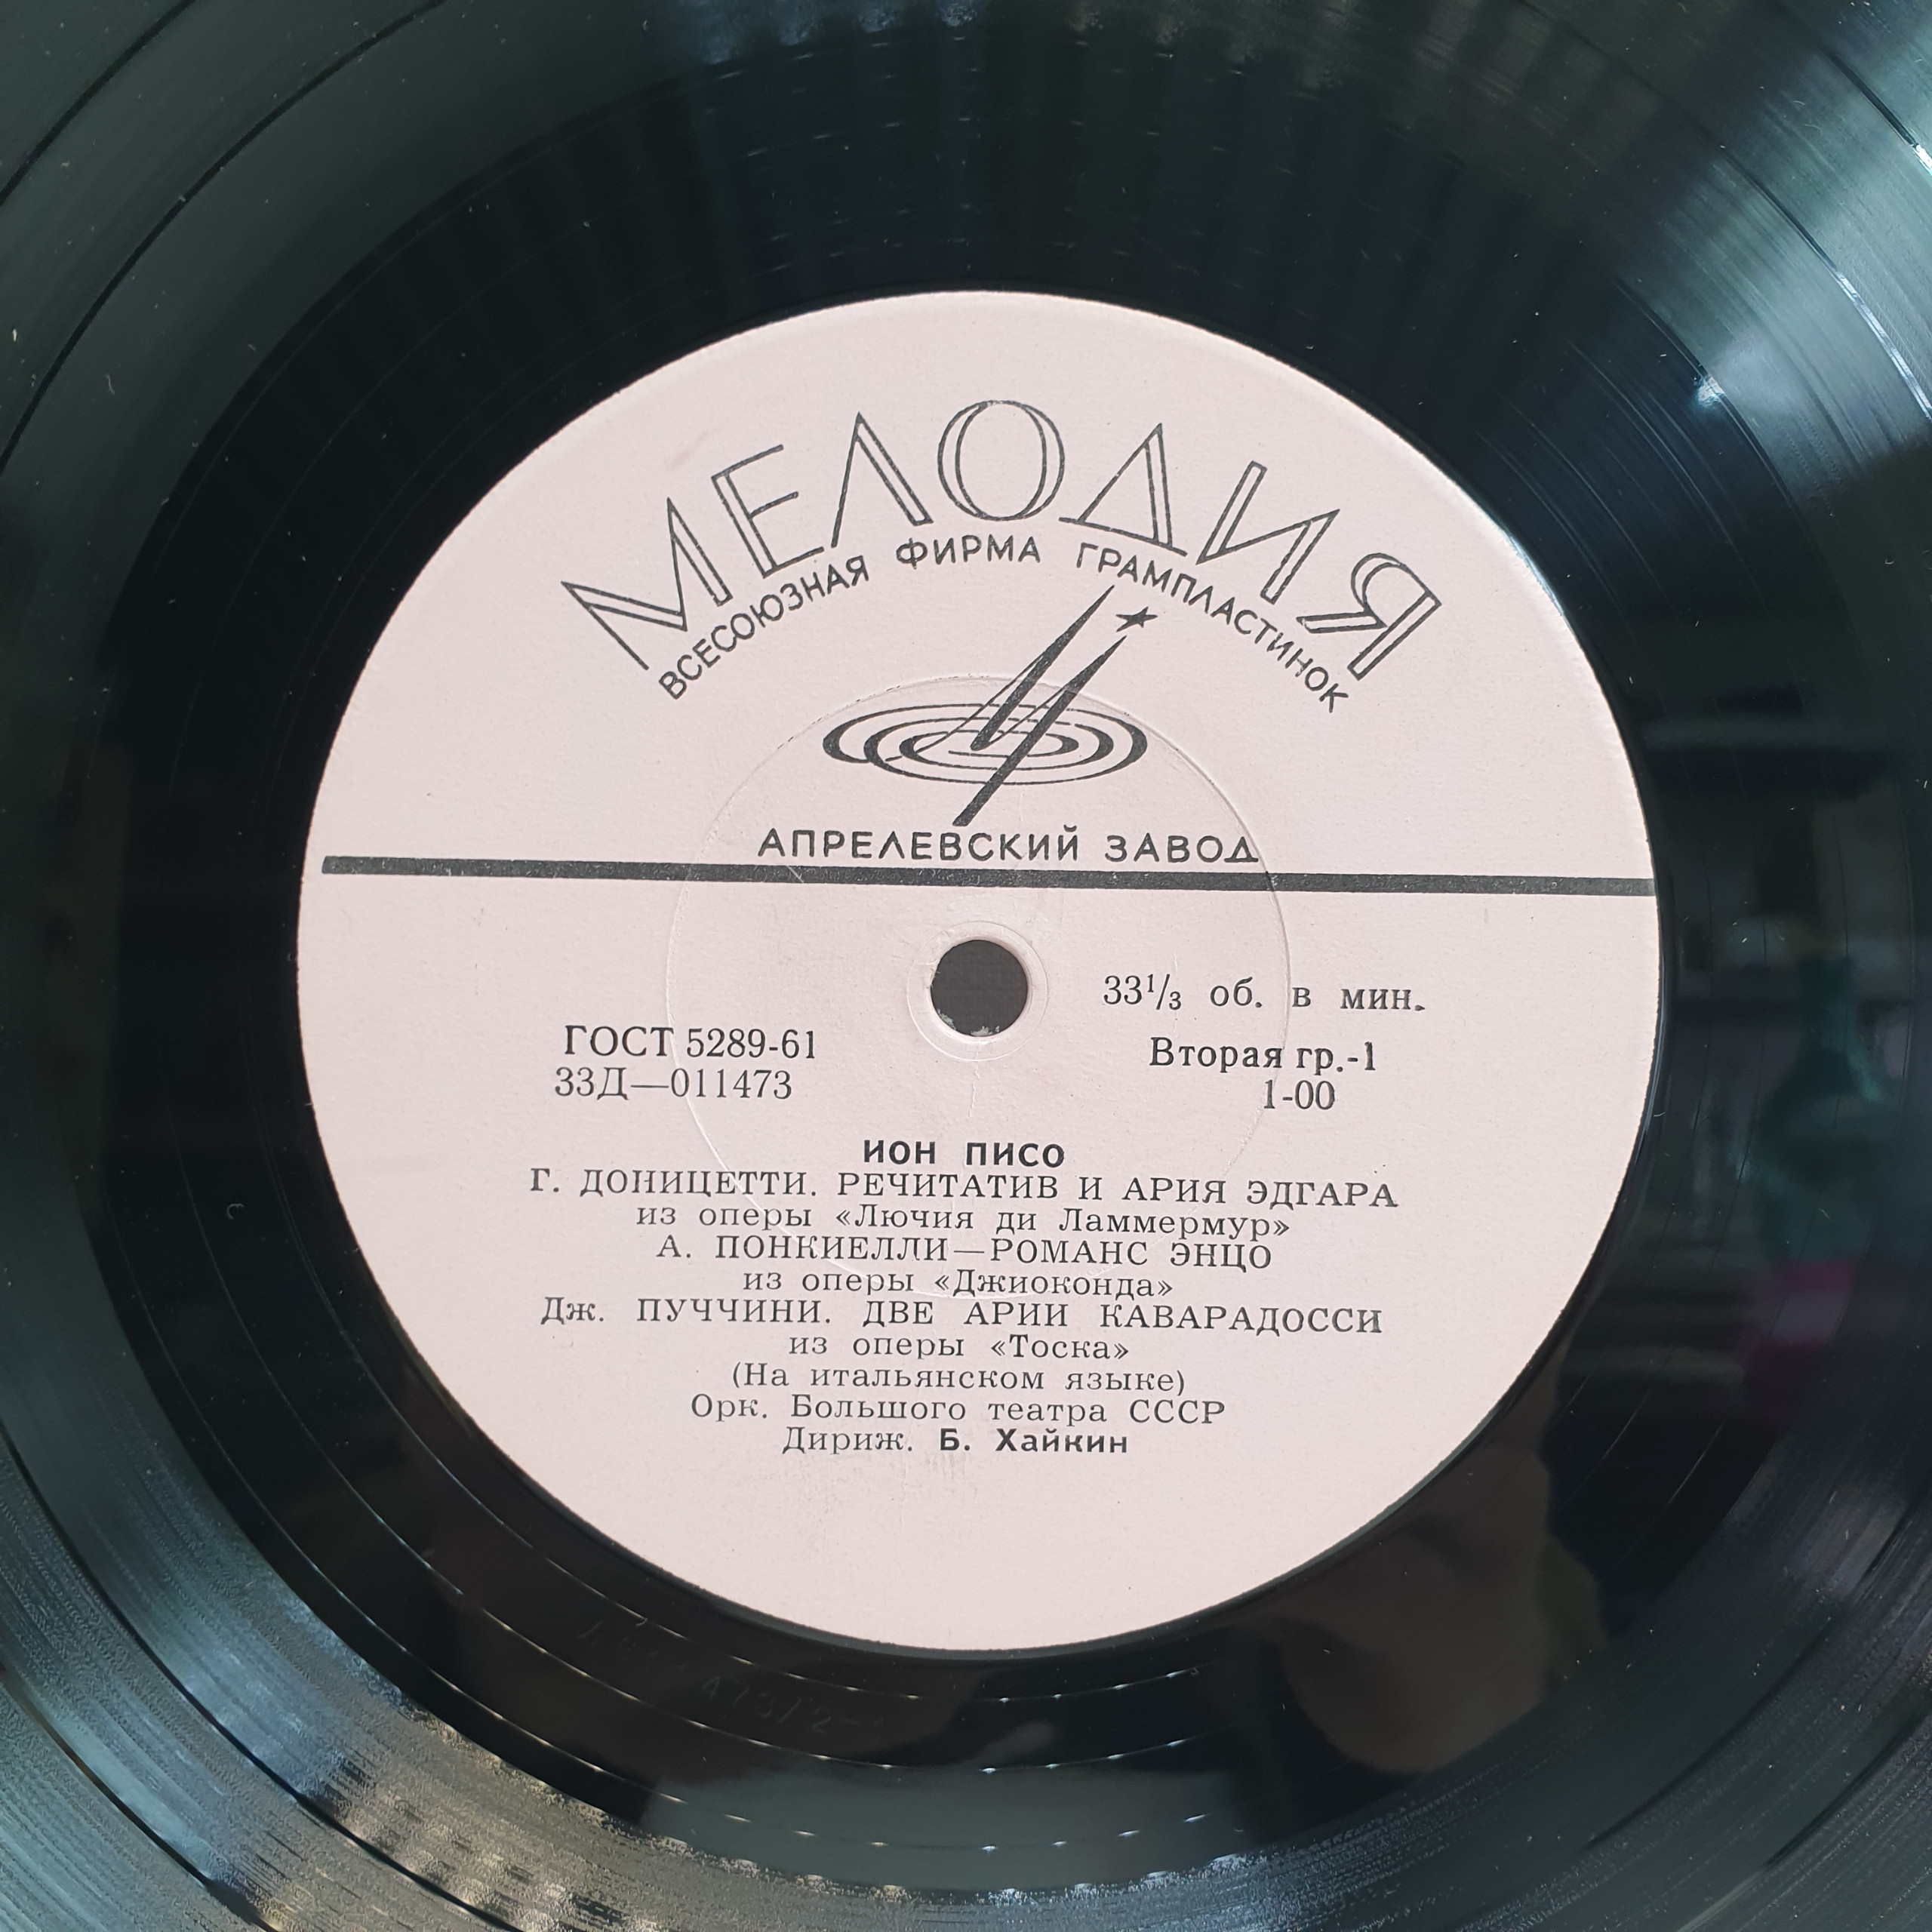 МЕЛОДИЯ
ВСЕСОЮЗНАЯ ФИРМА ГРАМПЛАСТИНОК
АПРЕЛЕВСКИЙ ЗАВОД
33 1/3 об. в мин.
ГОСТ 5289-61
Вторая гр.-1
33Д—011473
1-00
ИОН ПИСО
Г. ДОНИЦЕТТИ. РЕЧИТАТИВ И АРИЯ ЭДГАРА
из оперы «Лючия ди Ламмермур»
А. ПОНКИЕЛЛИ—РОМАНС ЭНЦО
из оперы «Джиоконда»
Дж. ПУЧЧИНИ. ДВЕ АРИИ КАВАРАДОССИ
из оперы «Тоска»
(На итальянском языке)
Орк. Большого театра СССР
Дириж. Б. Хайкин